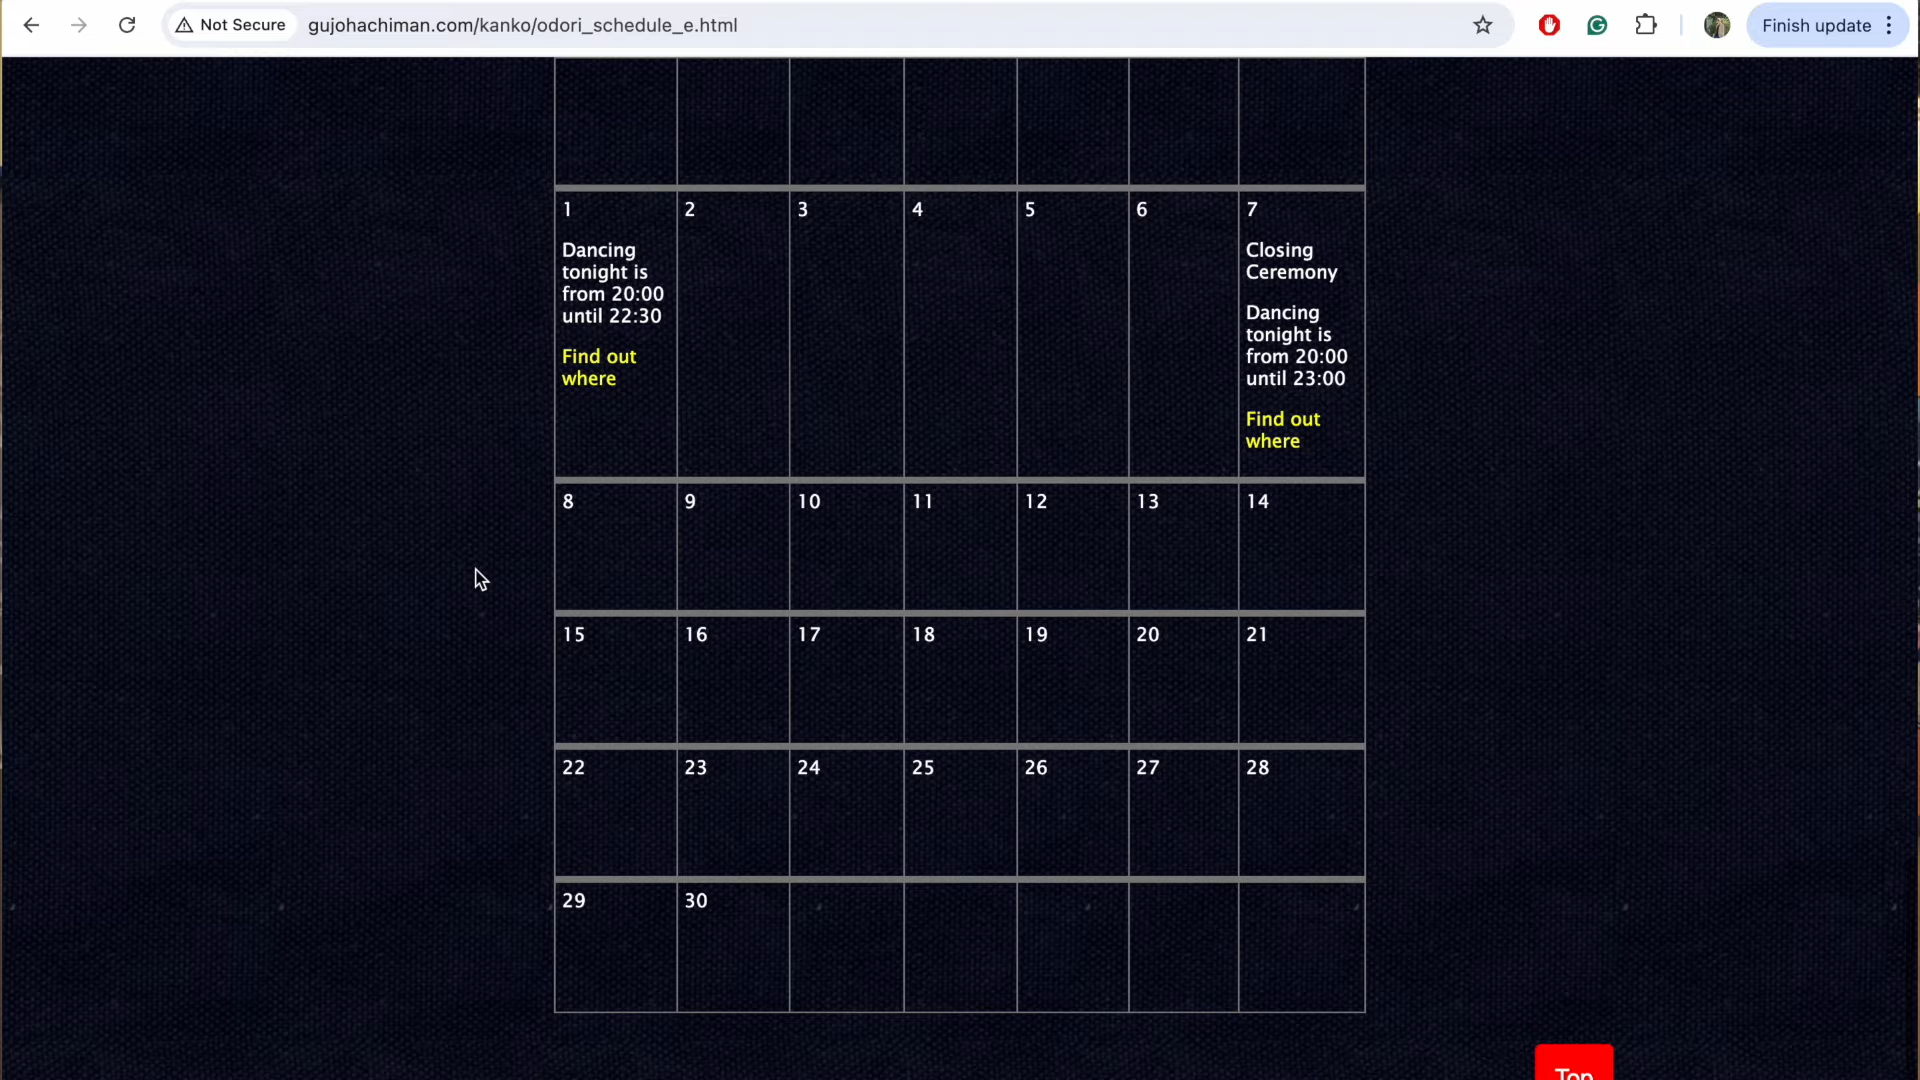 Not Secure
gujohachiman.com/kanko/odori_schedule_e.html
Finish update
1 2 3 4 5 6 7
Dancing
tonight is
from 20:00
until 22:30
Find out
where
Closing
Ceremony
Dancing
tonight is
from 20:00
until 23:00
Find out
where
8 9 10 11 12 13 14
15 16 17 18 19 20 21
22 23 24 25 26 27 28
29 30
Top